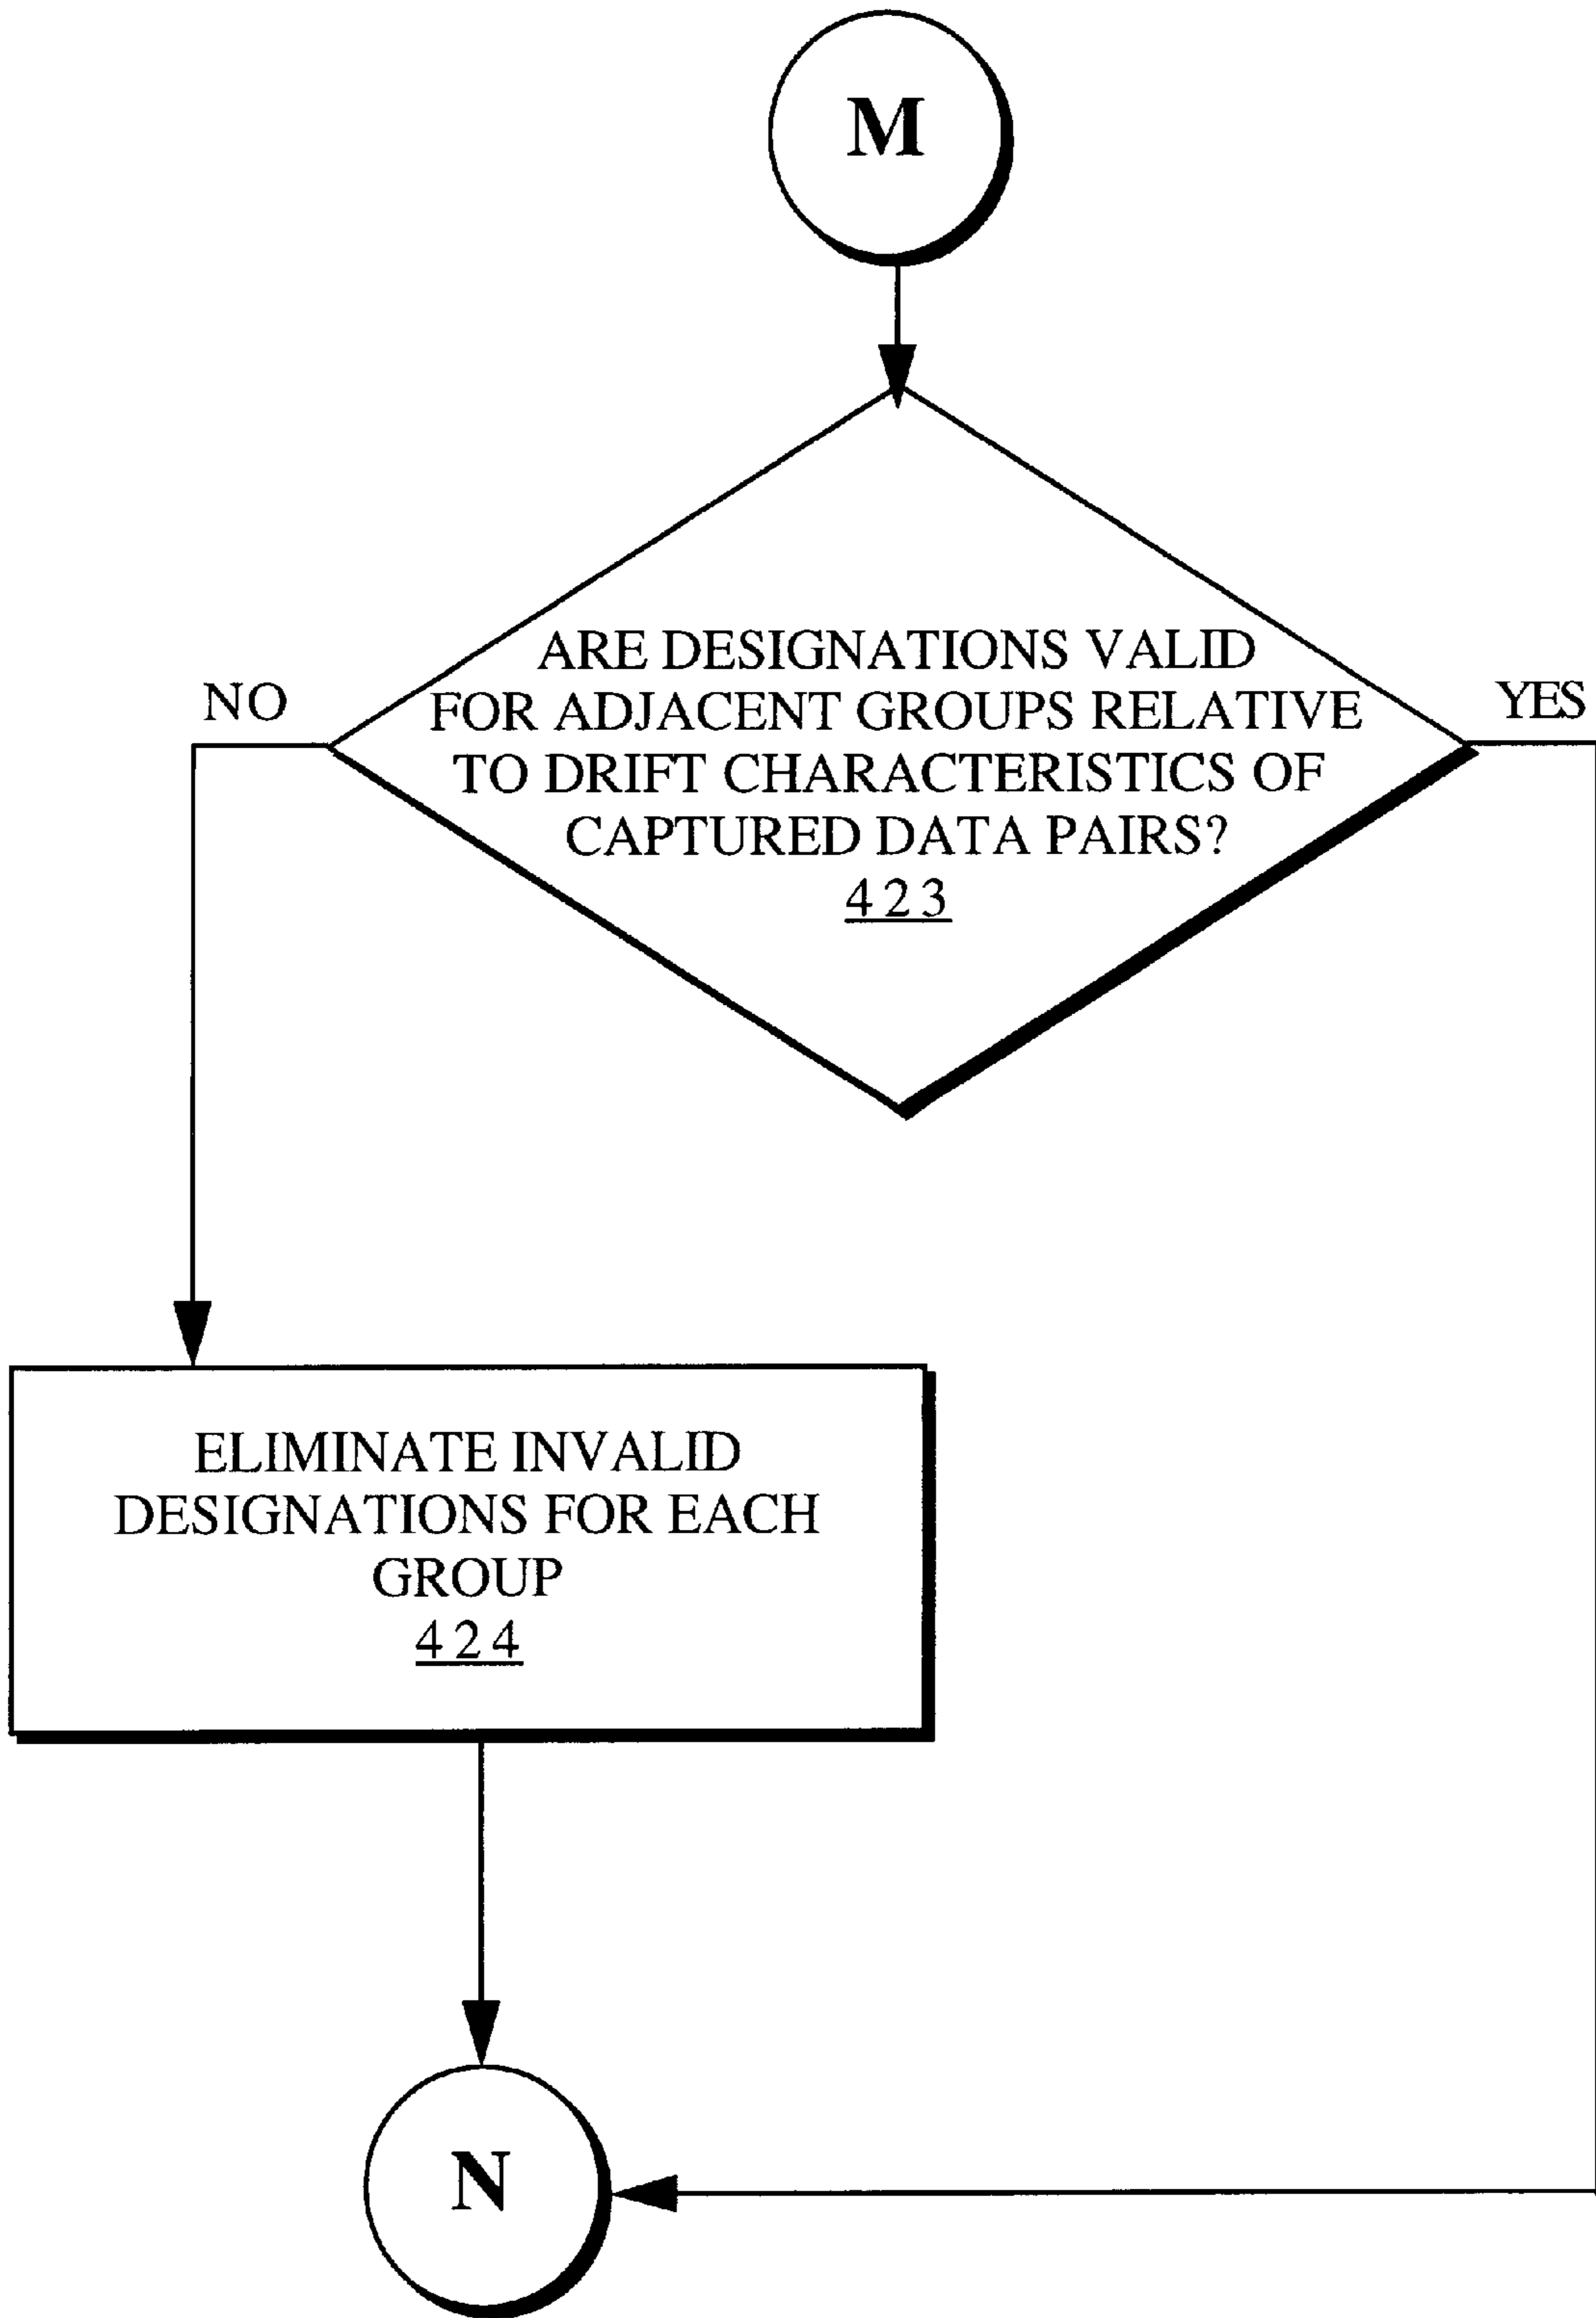 M
ARE DESIGNATIONS VALID
FOR ADJACENT GROUPS RELATIVE
TO DRIFT CHARACTERISTICS OF
CAPTURED DATA PAIRS?
423
NO
YES
ELIMINATE INVALID
DESIGNATIONS FOR EACH
GROUP
424
N